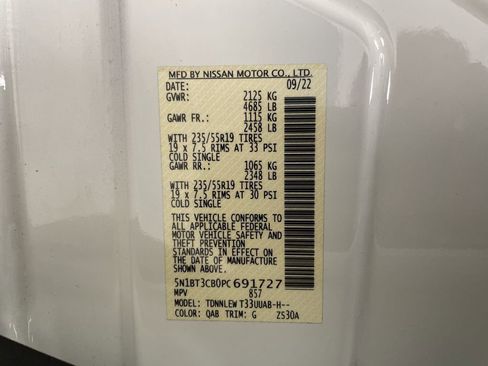 MFD BY NISSAN MOTOR CO., LTD.
DATE: 09/22
GVWR: 2125 KG
4685 LB
GAWR FR.: 1115 KG
2458 LB
WITH 235/55R19 TIRES
19 x 7.5 RIMS AT 33 PSI
COLD SINGLE
GAWR RR.: 1065 KG
2348 LB
WITH 235/55R19 TIRES
19 x 7.5 RIMS AT 30 PSI
COLD SINGLE
THIS VEHICLE CONFORMS TO
ALL APPLICABLE FEDERAL
MOTOR VEHICLE SAFETY AND
THEFT PREVENTION
STANDARDS IN EFFECT ON
THE DATE OF MANUFACTURE
SHOWN ABOVE.
5N1BT3CB0PC691727
MPV 857
MODEL: TDNNLEW T33UUAB-H--
COLOR: QAB TRIM: G ZS30A